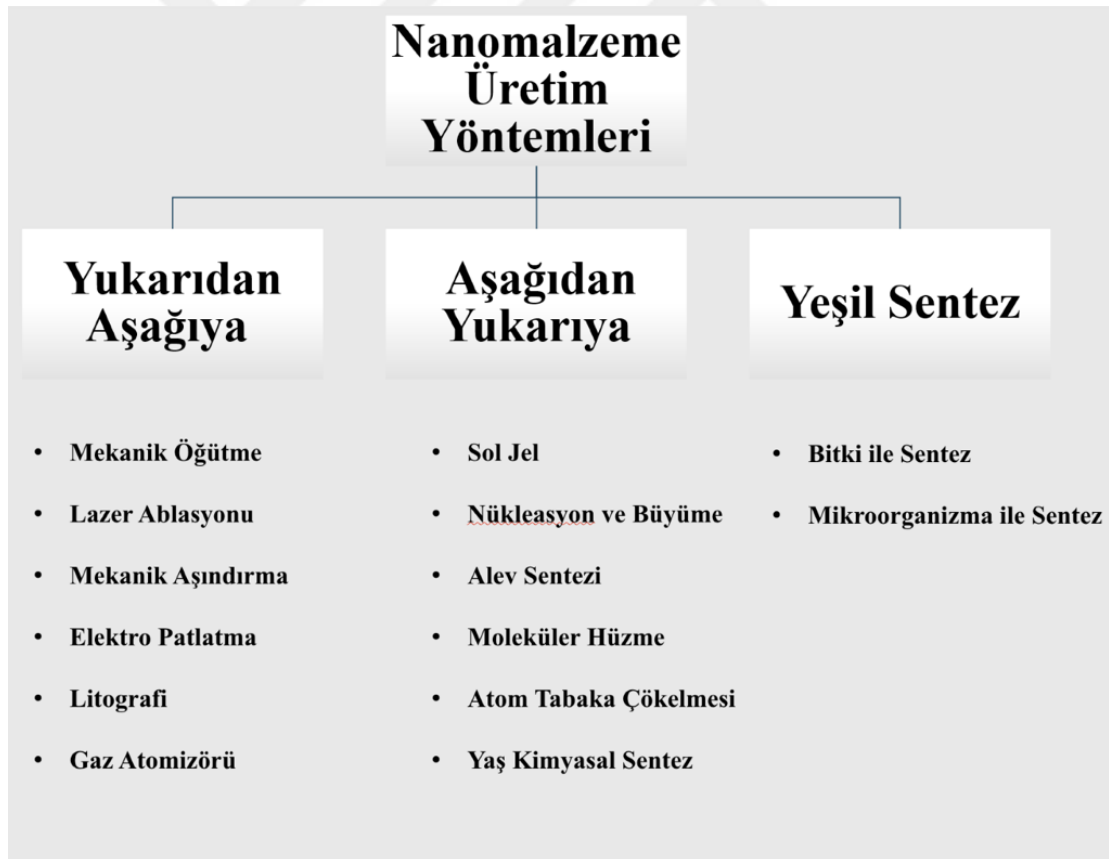 Nanomalzeme
Üretim
Yöntemleri
Yukarıdan
Aşağıya
Aşağıdan
Yukarıya
Yeşil Sentez
• Mekanik Öğütme
• Lazer Ablasyonu
• Mekanik Aşındırma
• Elektro Patlatma
• Litografi
• Gaz Atomizörü
• Sol Jel
• Nükleasyon ve Büyüme
• Alev Sentezi
• Moleküler Hüzme
• Atom Tabaka Çökelmesi
• Yaş Kimyasal Sentez
• Bitki ile Sentez
• Mikroorganizma ile Sentez